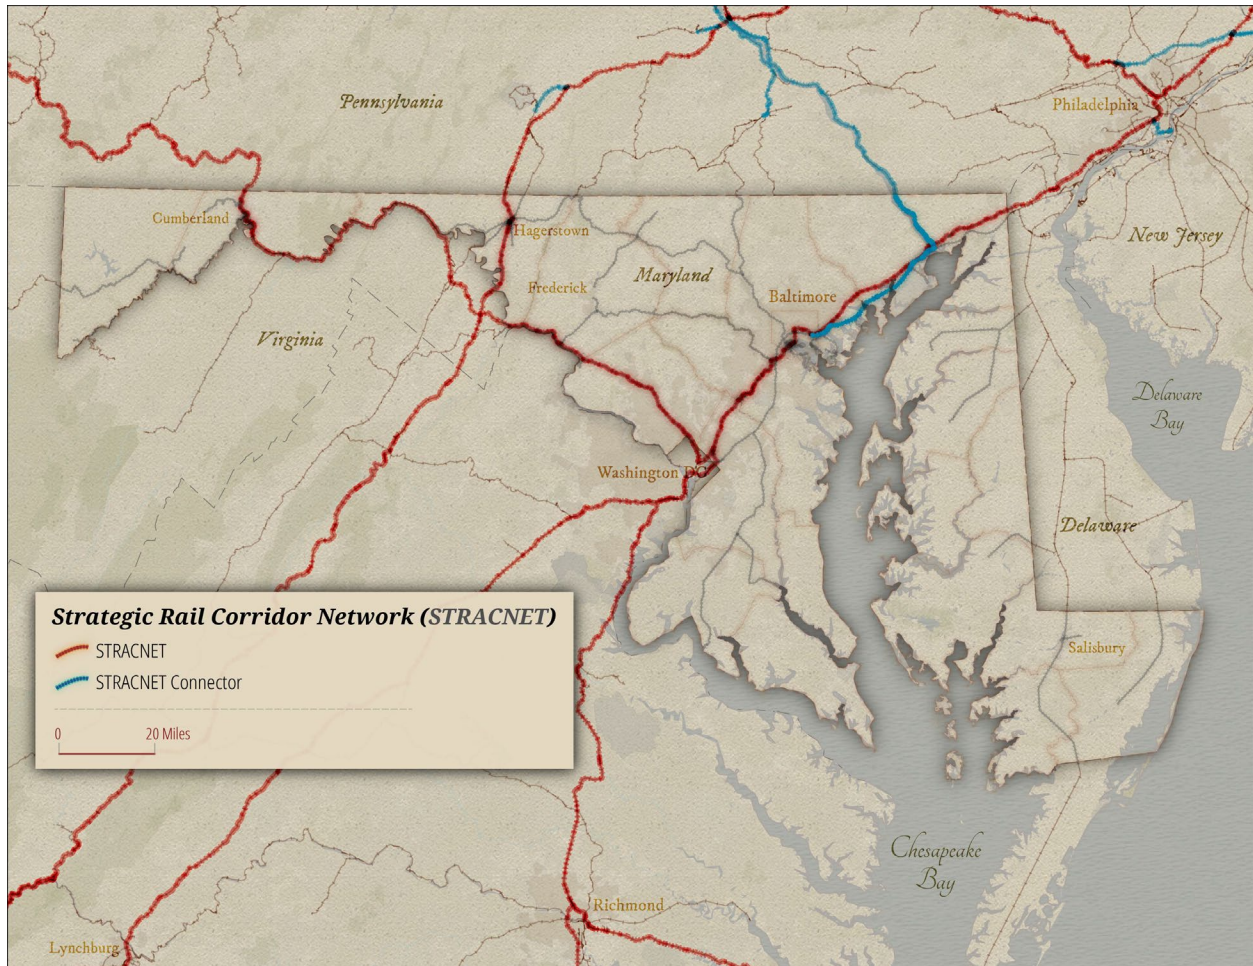 Pennsylvania
Philadelphia
Cumberland
Hagerstown
New Jersey
Maryland
Frederick
Baltimore
Virginia
Delaware
Bay
Washington DC
Delaware
Strategic Rail Corridor Network (STRACNET)
STRACNET
STRACNET Connector
0 20 Miles
Salisbury
Chesapeake
Bay
Richmond
Lynchburg